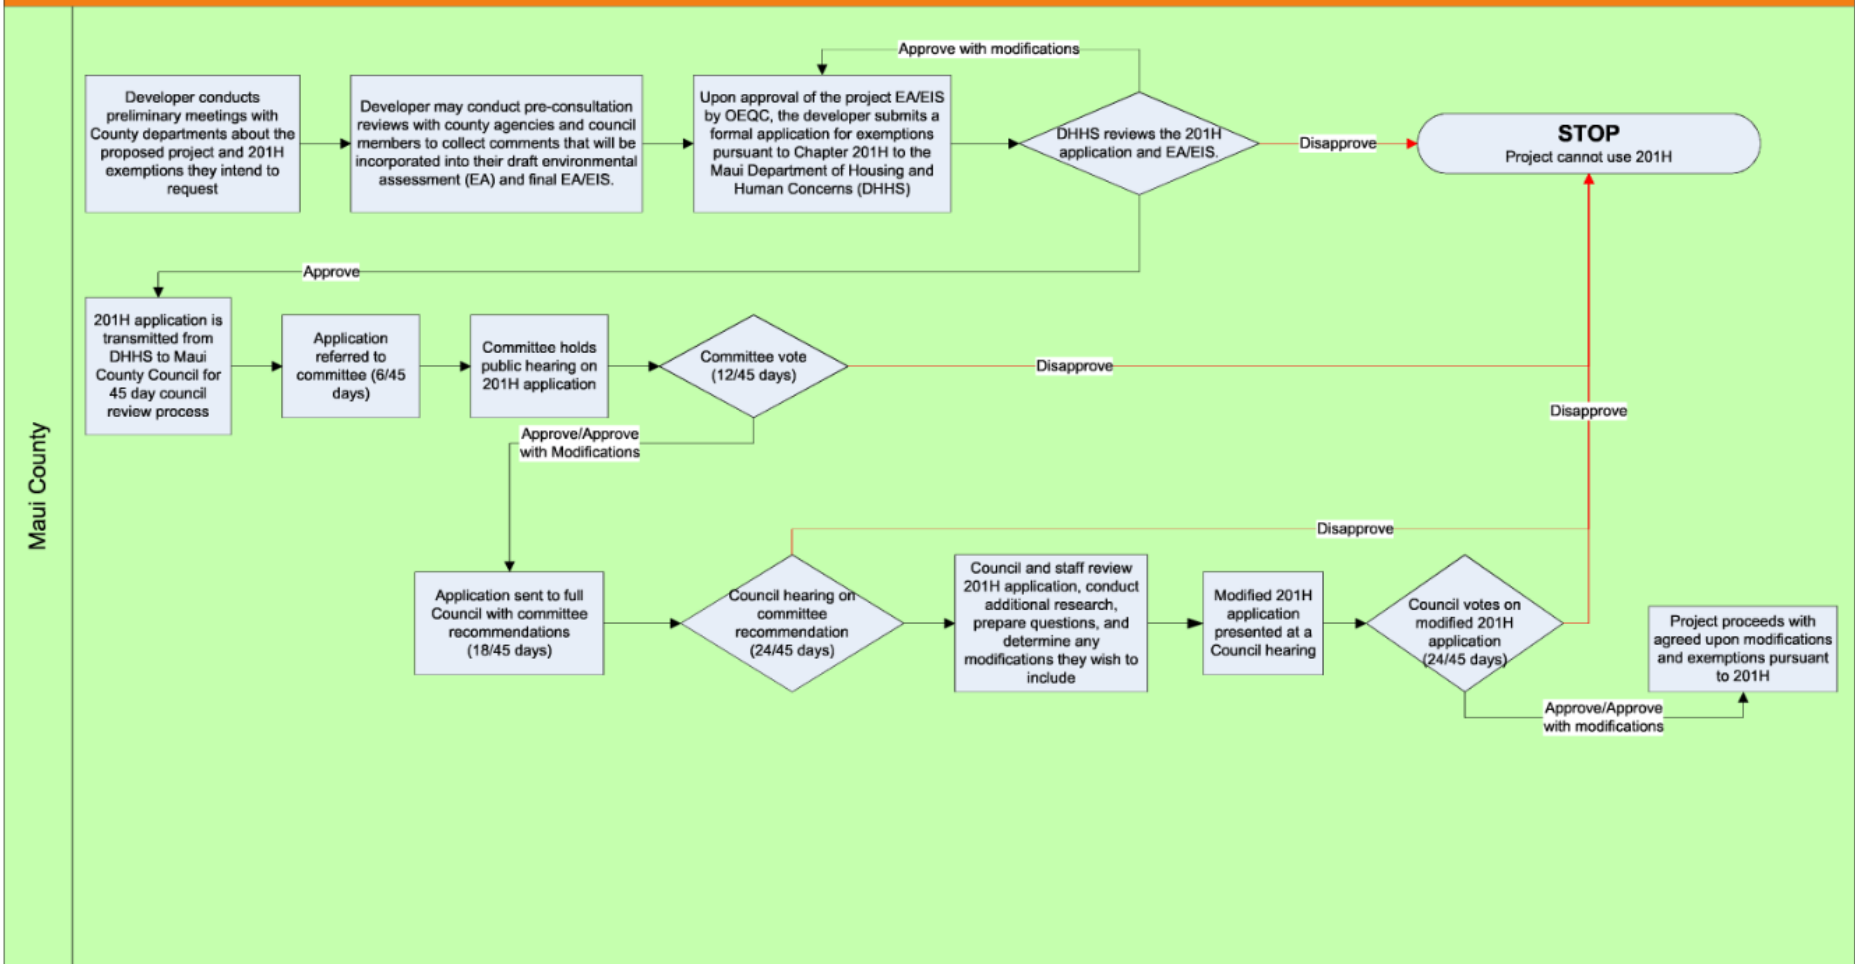 Maui County
Developer conducts
preliminary meetings with
County departments about the
proposed project and 201H
exemptions they intend to
request
Developer may conduct pre-consultation
reviews with county agencies and council
members to collect comments that will be
incorporated into their draft environmental
assessment (EA) and final EA/EIS.
Approve with modifications
Upon approval of the project EA/EIS
by OEQC, the developer submits a
formal application for exemptions
pursuant to Chapter 201H to the
Maui Department of Housing and
Human Concerns (DHHS)
DHHS reviews the 201H
application and EA/EIS.
Disapprove
STOP
Project cannot use 201H
Approve
201H application is
transmitted from
DHHS to Maui
County Council for
45 day council
review process
Application
referred to
committee (6/45
days)
Committee holds
public hearing on
201H application
Committee vote
(12/45 days)
Disapprove
Disapprove
Approve/Approve
with Modifications
Disapprove
Application sent to full
Council with committee
recommendations
(18/45 days)
Council hearing on
committee
recommendation
(24/45 days)
Council and staff review
201H application, conduct
additional research,
prepare questions, and
determine any
modifications they wish to
include
Modified 201H
application
presented at a
Council hearing
Council votes on
modified 201H
application
(24/45 days)
Project proceeds with
agreed upon modifications
and exemptions pursuant
to 201H
Approve/Approve
with modifications